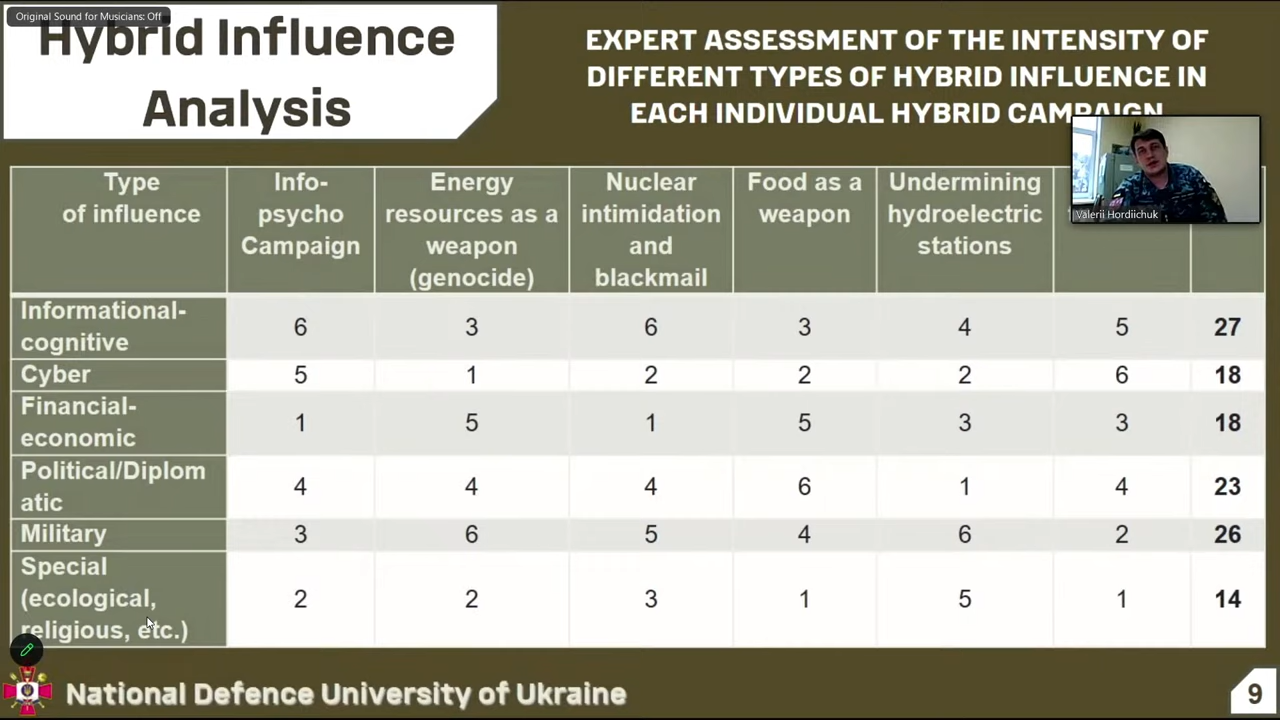 Original Sound for Musicians: Off
Hybrid Influence
Analysis
EXPERT ASSESSMENT OF THE INTENSITY OF
DIFFERENT TYPES OF HYBRID INFLUENCE IN
EACH INDIVIDUAL HYBRID CAMPAIGN
Valerii Hordiichuk
Type
of influence
Info-
psycho
Campaign
Energy
resources as a
weapon
(genocide)
Nuclear
intimidation
and
blackmail
Food as a
weapon
Undermining
hydroelectric
stations
Informational-
cognitive
6 3 6 3 4 5 27
Cyber 5 1 2 2 2 6 18
Financial-
economic
1 5 1 5 3 3 18
Political/Diplom
atic
4 4 4 6 1 4 23
Military 3 6 5 4 6 2 26
Special
(ecological,
religious, etc.)
2 2 3 1 5 1 14
National Defence University of Ukraine
9